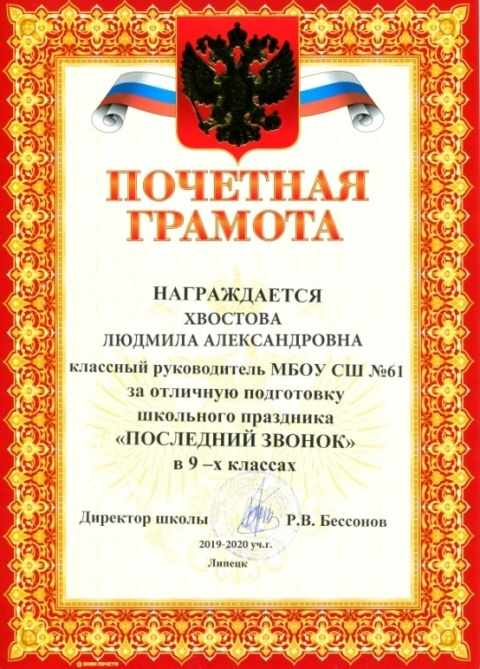 ПОЧЕТНАЯ
ГРАМОТА
НАГРАЖДАЕТСЯ
ХВОСТОВА
ЛЮДМИЛА АЛЕКСАНДРОВНА
классный руководитель МБОУ СШ №61
за отличную подготовку
школьного праздника
«ПОСЛЕДНИЙ ЗВОНОК»
в 9 –х классах
Директор школы Р.В. Бессонов
2019-2020 уч.г.
Липецк